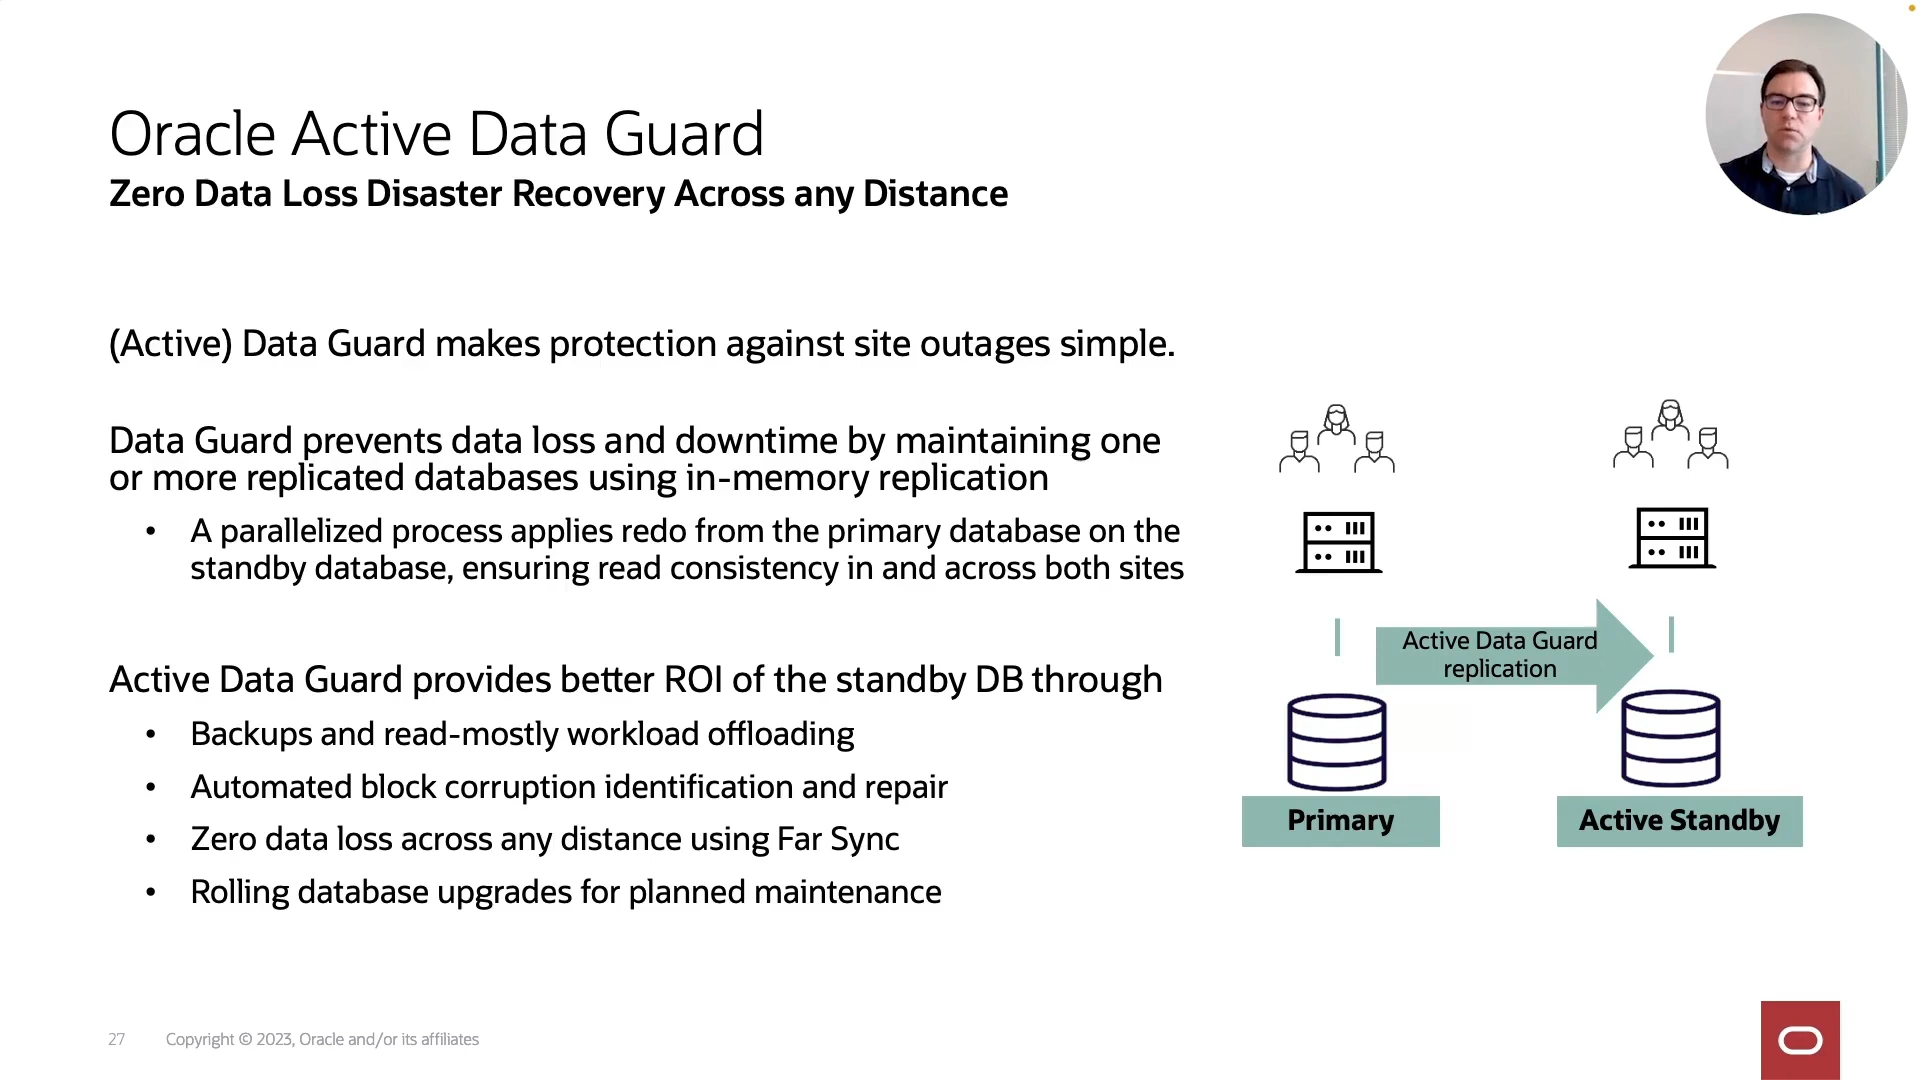 Oracle Active Data Guard
Zero Data Loss Disaster Recovery Across any Distance
(Active) Data Guard makes protection against site outages simple.
Data Guard prevents data loss and downtime by maintaining one
or more replicated databases using in-memory replication
• A parallelized process applies redo from the primary database on the
standby database, ensuring read consistency in and across both sites
Active Data Guard provides better ROI of the standby DB through
• Backups and read-mostly workload offloading
• Automated block corruption identification and repair
• Zero data loss across any distance using Far Sync
• Rolling database upgrades for planned maintenance
Active Data Guard
replication
Primary
Active Standby
27 Copyright © 2023, Oracle and/or its affiliates